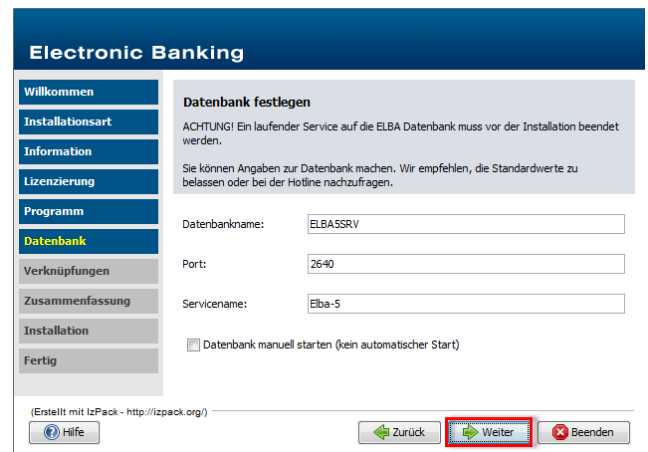 Electronic Banking
Willkommen
Installationsart
Information
Lizenzierung
Programm
Datenbank
Verknüpfungen
Zusammenfassung
Installation
Fertig
Datenbank festlegen
ACHTUNG! Ein laufender Service auf die ELBA Datenbank muss vor der Installation beendet
werden.
Sie können Angaben zur Datenbank machen. Wir empfehlen, die Standardwerte zu
belassen oder bei der Hotline nachzufragen.
Datenbankname: ELBA5SRV
Port: 2640
Servicename: Elba-5
Datenbank manuell starten (kein automatischer Start)
(Erstellt mit IzPack - http://izpack.org/)
Hilfe Zurück Weiter Beenden